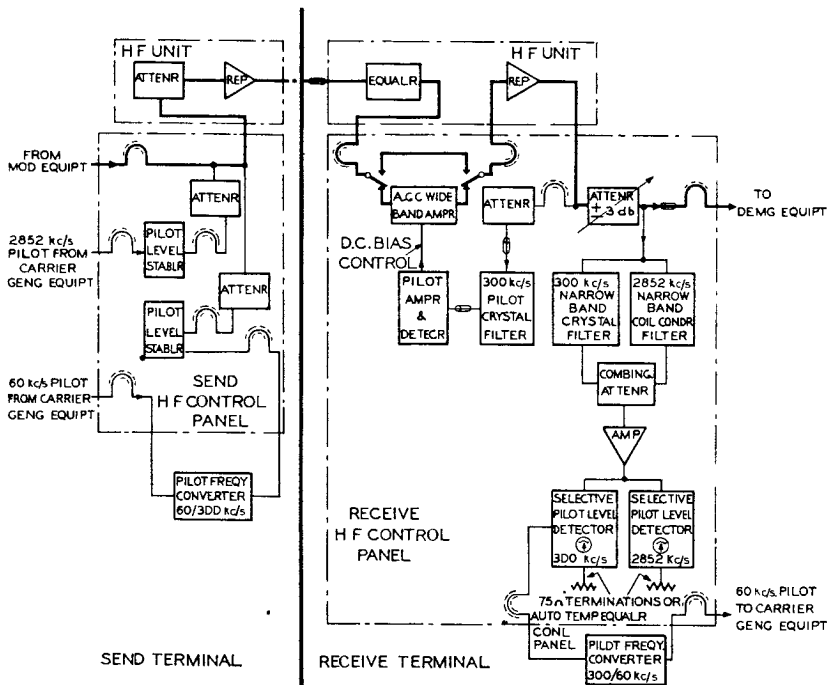 HF UNIT
ATTENR
REP
FROM
MOD EQUIPT
ATTENR
2852 kc/s
PILOT FROM
CARRIER
GENG EQUIPT
PILOT
LEVEL
STABLR
ATTENR
PILOT
LEVEL
STABLR
60 kc/s PILOT
FROM CARRIER
GENG EQUIPT
SEND
H F CONTROL
PANEL
PILOT FREQY
CONVERTER
60/300 kc/s
SEND TERMINAL
HF UNIT
EQUALR.
REP
A.G.C WIDE
BAND AMPR.
ATTENR
ATTENR
± 3 db
TO
DEMG EQUIPT
D.C. BIAS
CONTROL
PILOT
AMPR
&
DETECR
300 kc/s
PILOT
CRYSTAL
FILTER
300 kc/s
NARROW
BAND
CRYSTAL
FILTER
2852 kc/s
NARROW
BAND
COIL CONDR
FILTER
COMBING.
ATTENR
AMP
RECEIVE
H F CONTROL
PANEL
SELECTIVE
PILOT LEVEL
DETECTOR
300 kc/s
SELECTIVE
PILOT LEVEL
DETECTOR
2852 kc/s
75Ω TERMINATIONS OR
AUTO TEMP EQUALR
CONL
PANEL
60 kc/s. PILOT
TO CARRIER
GENG EQUIPT
PILOT FREQY.
CONVERTER
300/60 kc/s
RECEIVE TERMINAL